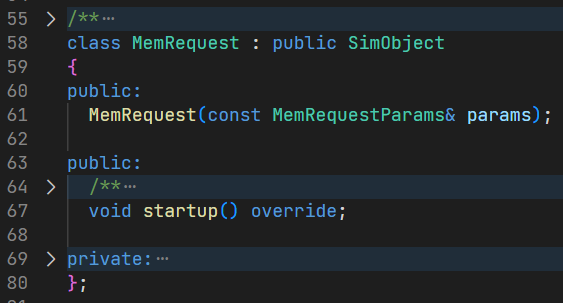 55 > /** ⋯
58 class MemRequest : public SimObject
59 {
60 public:
61 MemRequest(const MemRequestParams& params);
62
63 public:
64 > /** ⋯
67 void startup() override;
68
69 > private: ⋯
80 };